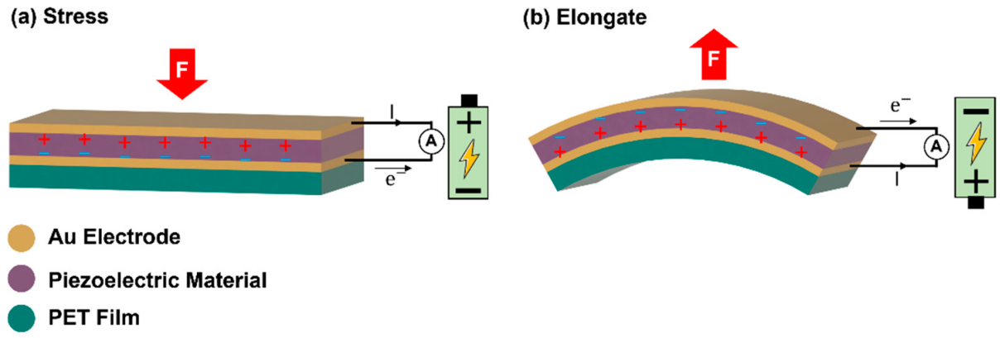 (a) Stress
(b) Elongate
F
F
+ + + + + + +
− − − − − − −
I
A
e⁻
+
−
− − − − − − −
+ + + + + + +
e⁻
A
I
−
+
Au Electrode
Piezoelectric Material
PET Film